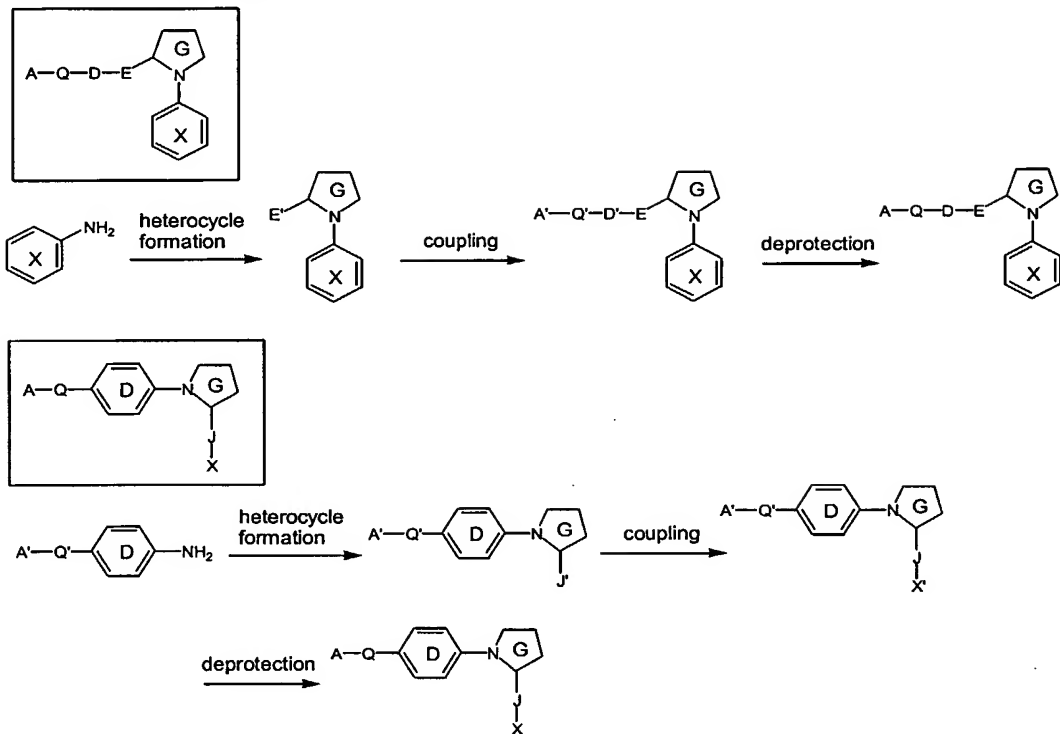 G
A-Q-D-E N
X
heterocycle formation
coupling
deprotection
NH2
X
G
E' N
X
G
A'-Q'-D'-E N
X
G
A-Q-D-E N
X
A-Q D N G
J
X
heterocycle formation
coupling
A'-Q' D NH2
A'-Q' D N G
J'
A'-Q' D N G
J
X'
deprotection
A-Q D N G
J
X